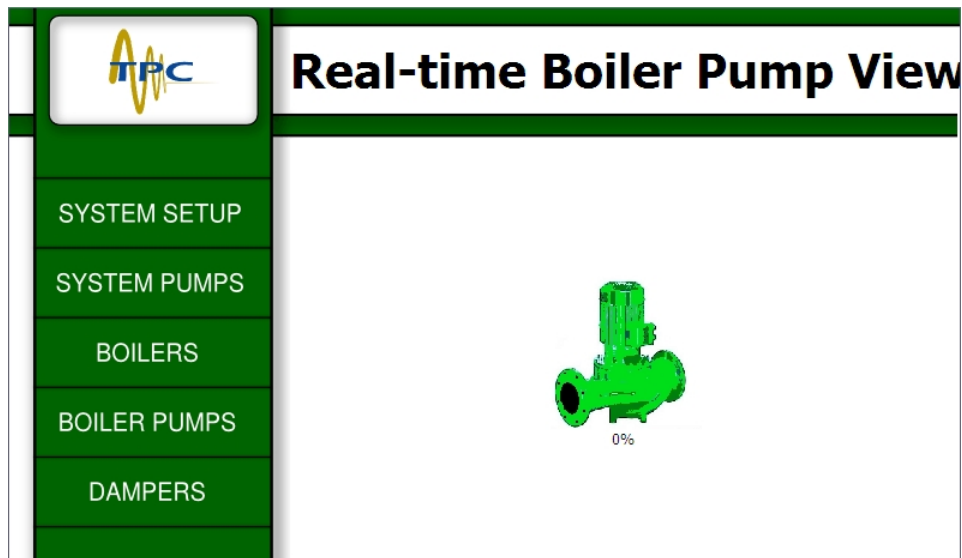 TPC
Real-time Boiler Pump View
SYSTEM SETUP
SYSTEM PUMPS
BOILERS
BOILER PUMPS
DAMPERS
0%